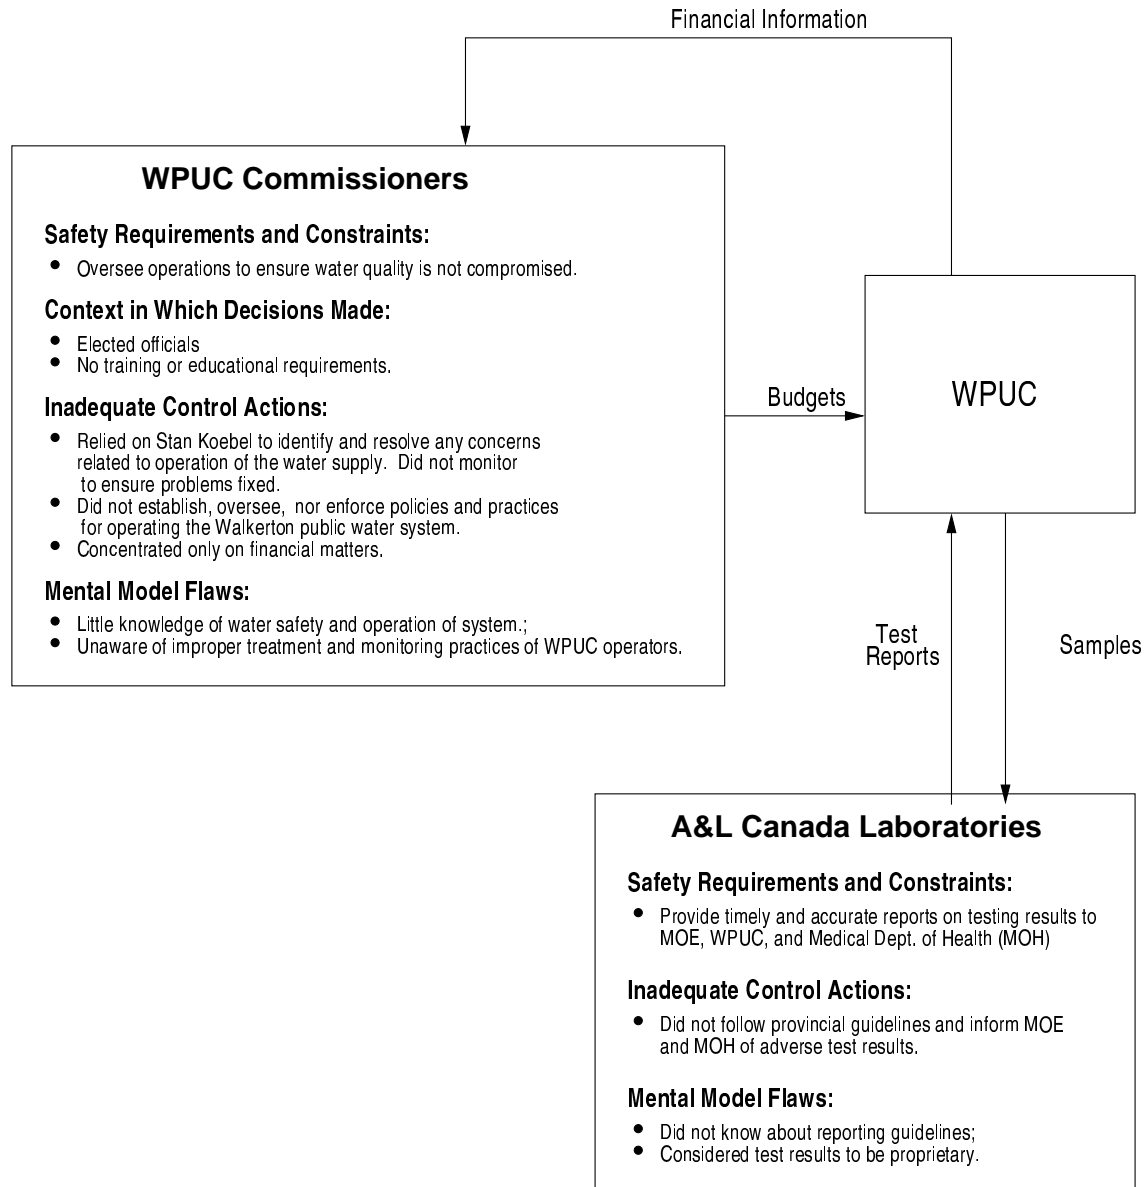 Financial Information
WPUC Commissioners
Safety Requirements and Constraints:
• Oversee operations to ensure water quality is not compromised.
Context in Which Decisions Made:
• Elected officials
• No training or educational requirements.
Inadequate Control Actions:
• Relied on Stan Koebel to identify and resolve any concerns
related to operation of the water supply. Did not monitor
to ensure problems fixed.
• Did not establish, oversee, nor enforce policies and practices
for operating the Walkerton public water system.
• Concentrated only on financial matters.
Mental Model Flaws:
• Little knowledge of water safety and operation of system.;
• Unaware of improper treatment and monitoring practices of WPUC operators.
Budgets
WPUC
Test
Reports
Samples
A&L Canada Laboratories
Safety Requirements and Constraints:
• Provide timely and accurate reports on testing results to
MOE, WPUC, and Medical Dept. of Health (MOH)
Inadequate Control Actions:
• Did not follow provincial guidelines and inform MOE
and MOH of adverse test results.
Mental Model Flaws:
• Did not know about reporting guidelines;
• Considered test results to be proprietary.